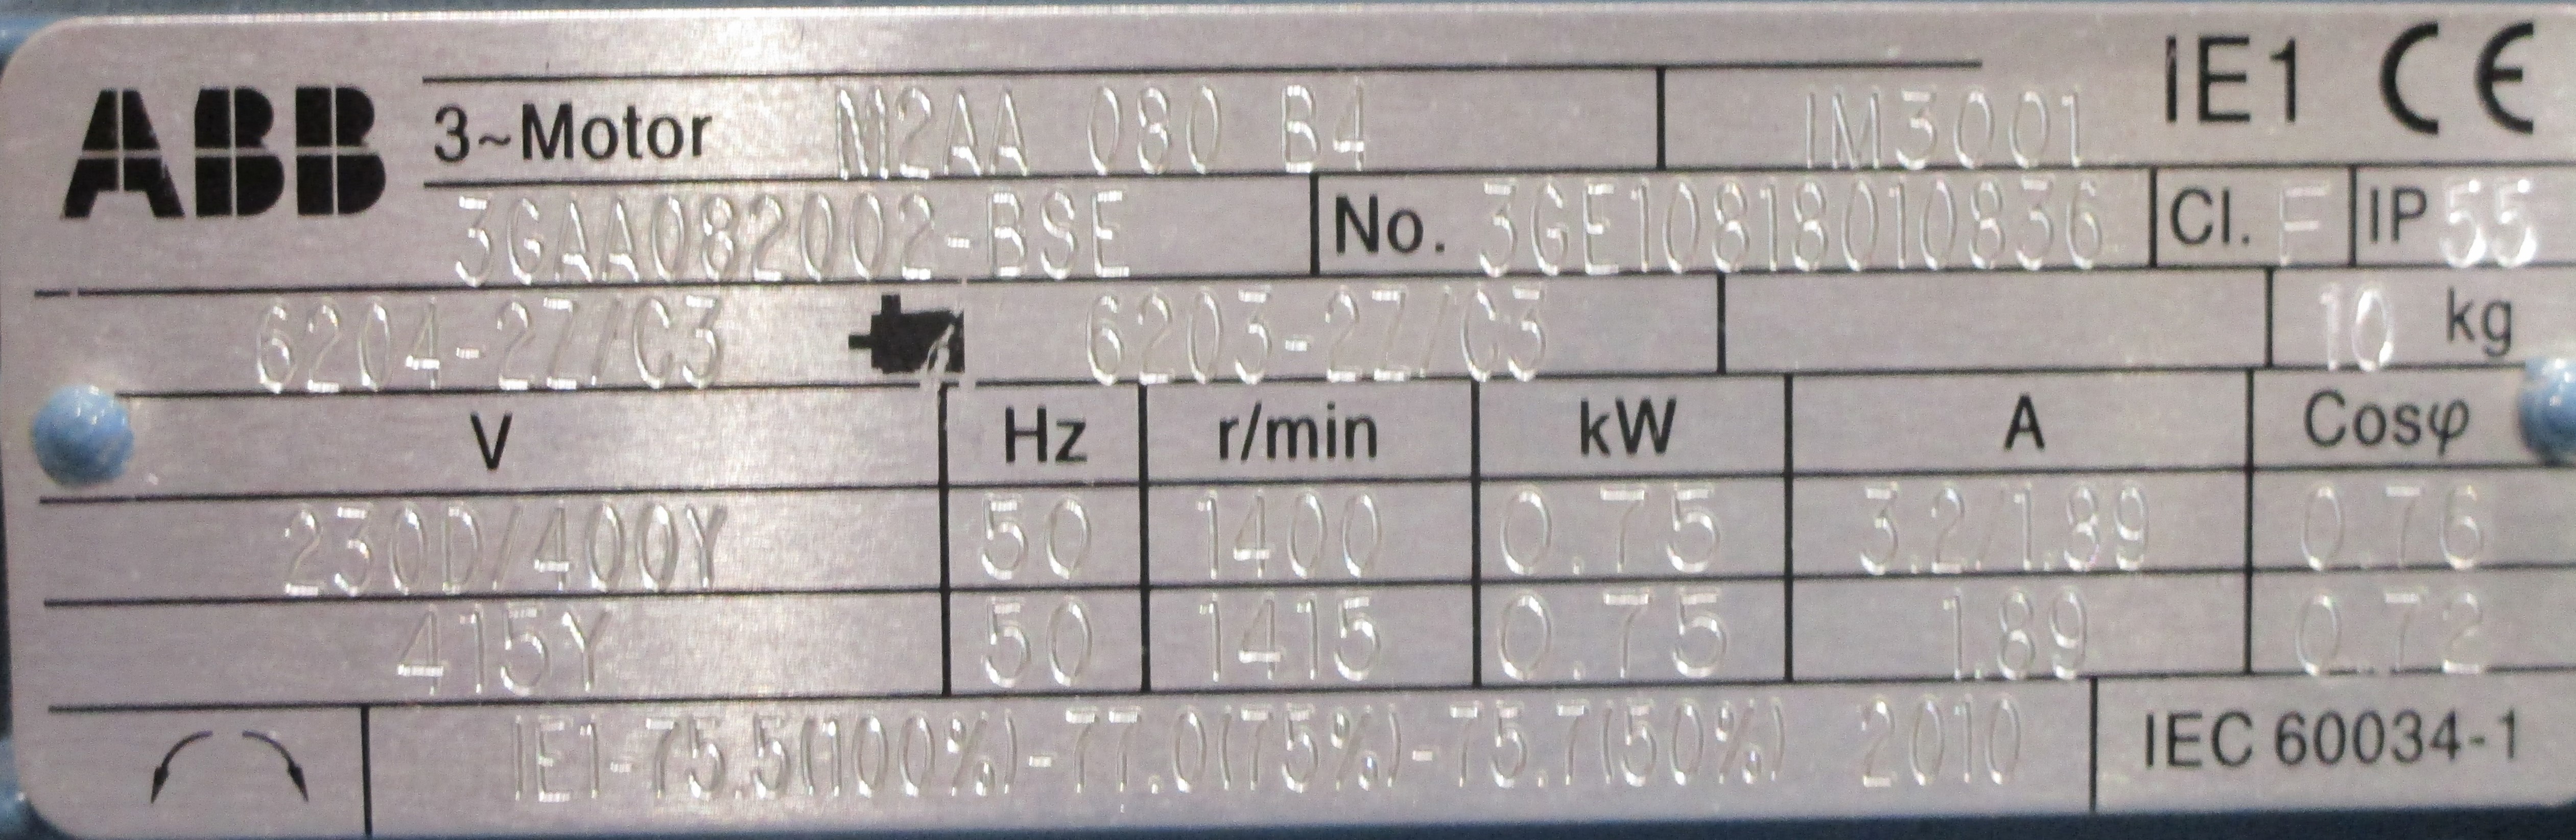 IE1 CE
ABB 3~Motor M2AA 080 B4 IM3001
3GAA082002-BSE No. 3GE10818010836 Cl. F IP 55
6204-2Z/C3 6203-2Z/C3 10 kg
V Hz r/min kW A Cosφ
230D/400Y 50 1400 0.75 3.2/1.89 0.76
415Y 50 1415 0.75 1.89 0.72
IE1-75.5(100%)-77.0(75%)-75.7(50%) 2010 IEC 60034-1